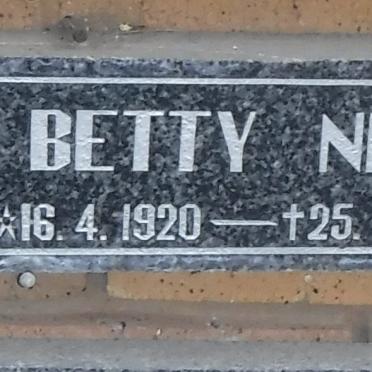 BETTY
☆16. 4. 1920 — †25.